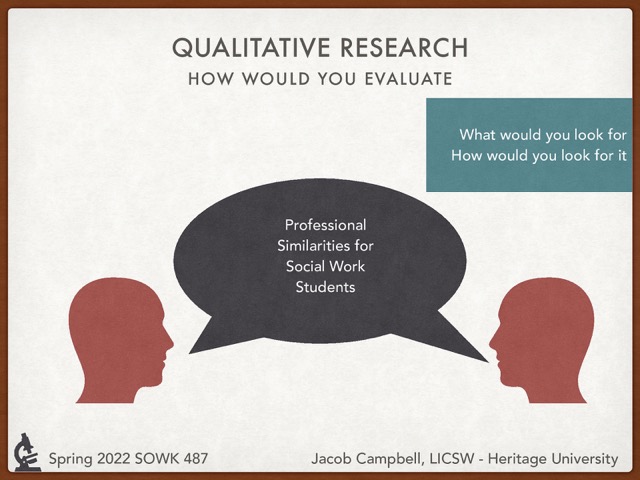 QUALITATIVE RESEARCH
HOW WOULD YOU EVALUATE
What would you look for
How would you look for it
Professional
Similarities for
Social Work
Students
Spring 2022 SOWK 487
Jacob Campbell, LICSW - Heritage University